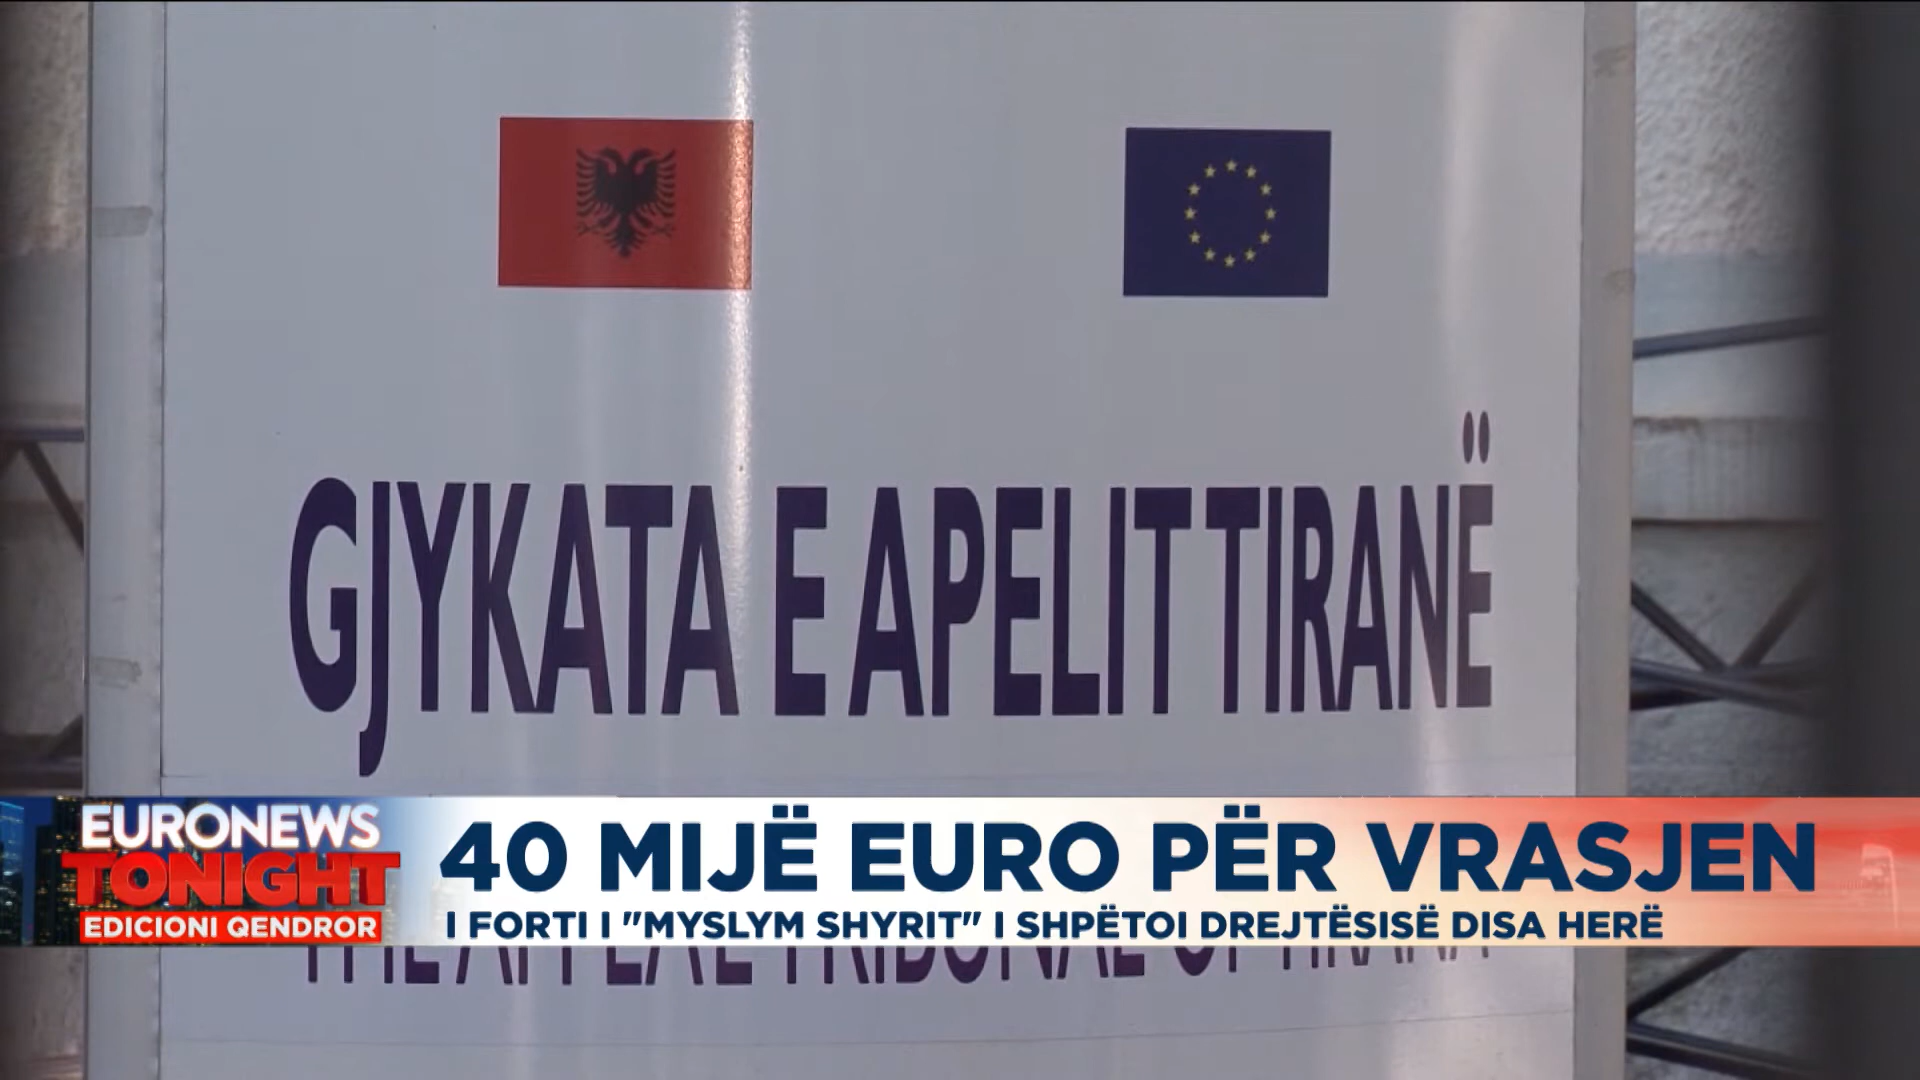 GJYKATA E APELIT TIRANË
EURONEWS
TONIGHT
EDICIONI QENDROR
40 MIJË EURO PËR VRASJEN
I FORTI I "MYSLYM SHYRIT" I SHPËTOI DREJTËSISË DISA HERË